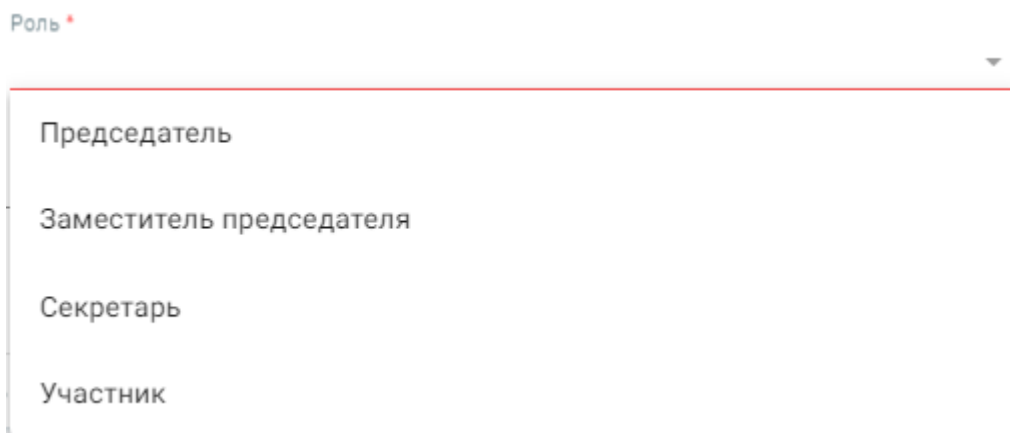 Роль *
Председатель
Заместитель председателя
Секретарь
Участник